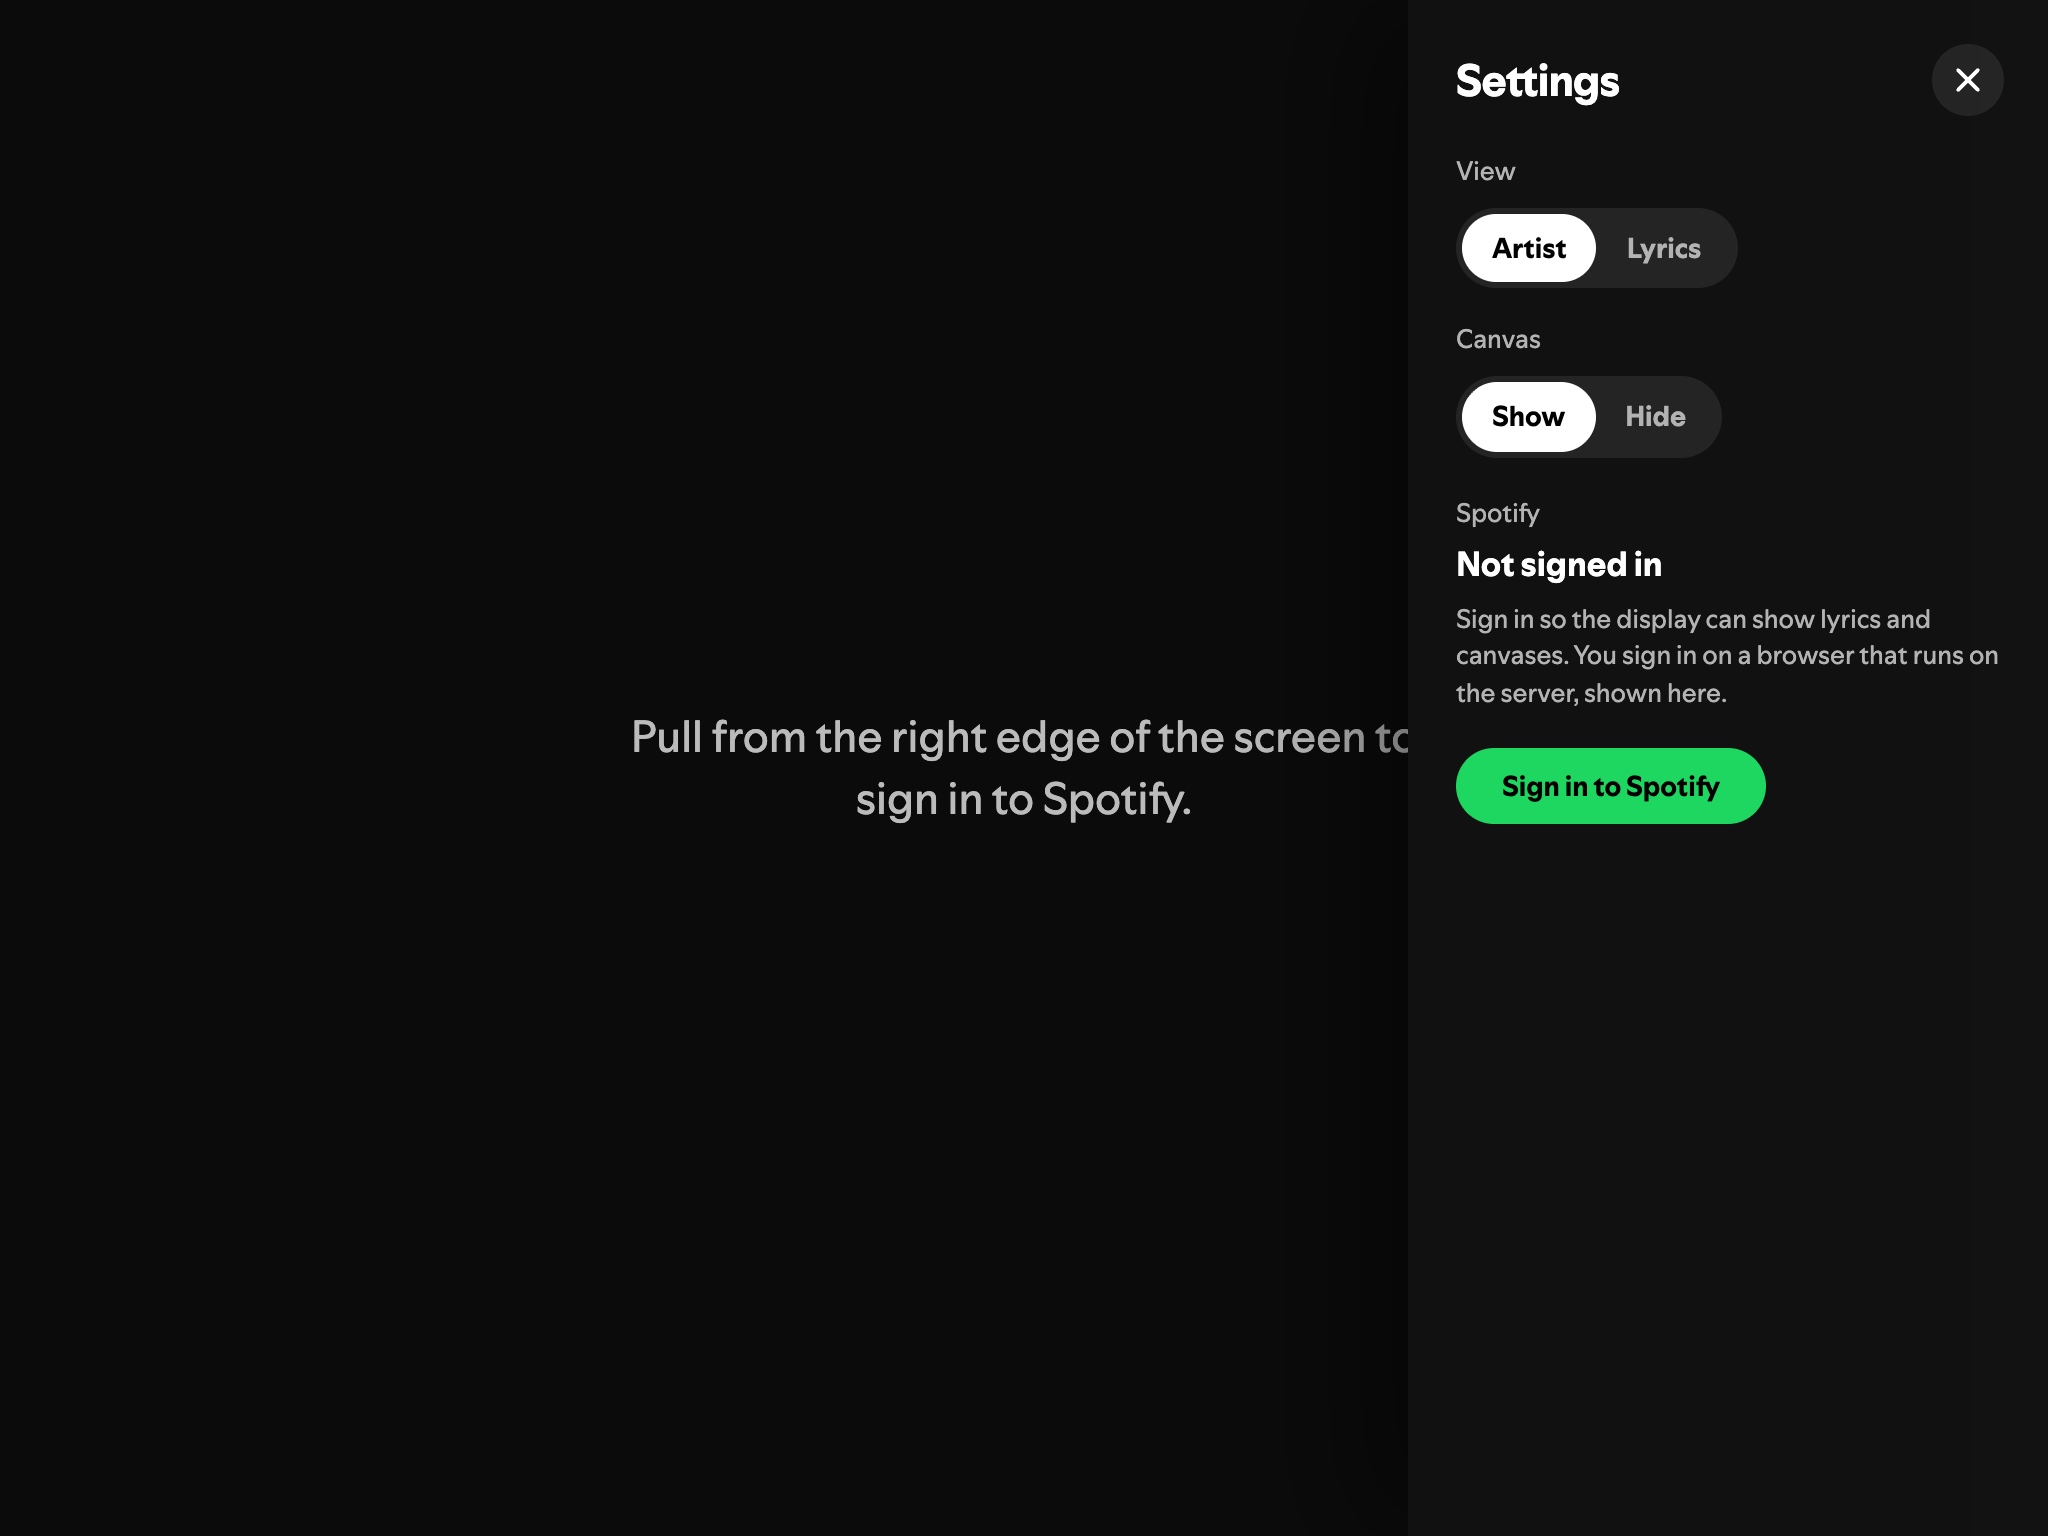 Settings
View
Artist Lyrics
Canvas
Show Hide
Spotify
Not signed in
Sign in so the display can show lyrics and
canvases. You sign in on a browser that runs on
the server, shown here.
Sign in to Spotify
Pull from the right edge of the screen to
sign in to Spotify.